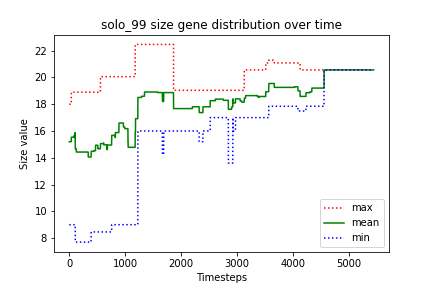 solo_99 size gene distribution over time
Size value
22
20
18
16
14
12
10
8
max
mean
min
0
1000
2000
3000
4000
5000
Timesteps